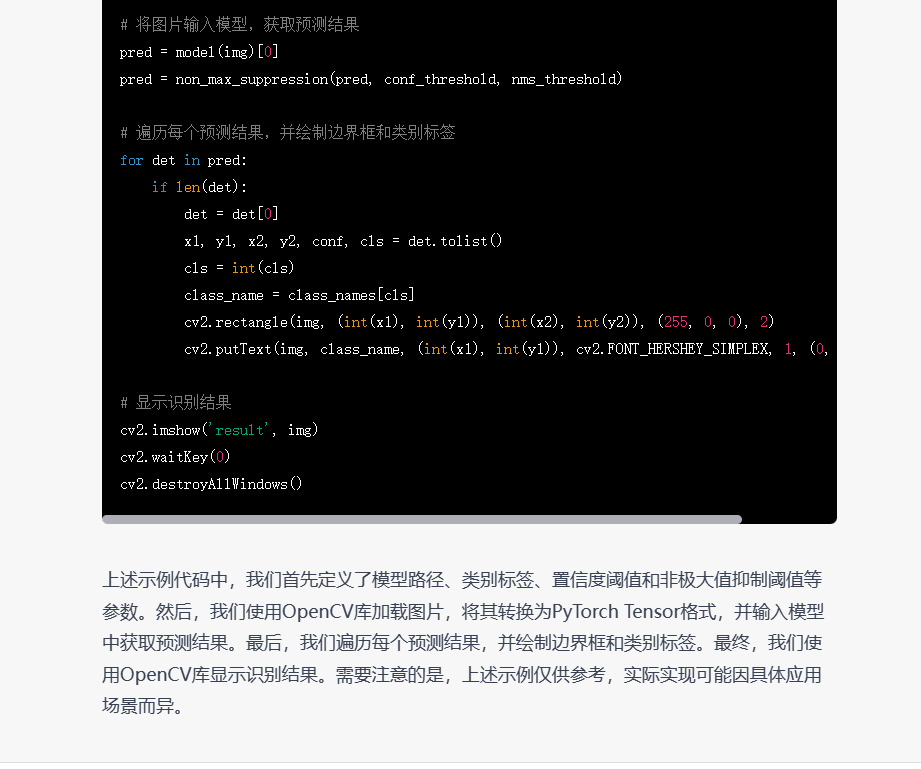 # 将图片输入模型，获取预测结果
pred = model(img)[0]
pred = non_max_suppression(pred, conf_threshold, nms_threshold)
# 遍历每个预测结果，并绘制边界框和类别标签
for det in pred:
    if len(det):
        det = det[0]
        x1, y1, x2, y2, conf, cls = det.tolist()
        cls = int(cls)
        class_name = class_names[cls]
        cv2.rectangle(img, (int(x1), int(y1)), (int(x2), int(y2)), (255, 0, 0), 2)
        cv2.putText(img, class_name, (int(x1), int(y1)), cv2.FONT_HERSHEY_SIMPLEX, 1, (0,
# 显示识别结果
cv2.imshow('result', img)
cv2.waitKey(0)
cv2.destroyAllWindows()
上述示例代码中，我们首先定义了模型路径、类别标签、置信度阈值和非极大值抑制阈值等
参数。然后，我们使用OpenCV库加载图片，将其转换为PyTorch Tensor格式，并输入模型
中获取预测结果。最后，我们遍历每个预测结果，并绘制边界框和类别标签。最终，我们使
用OpenCV库显示识别结果。需要注意的是，上述示例仅供参考，实际实现可能因具体应用
场景而异。